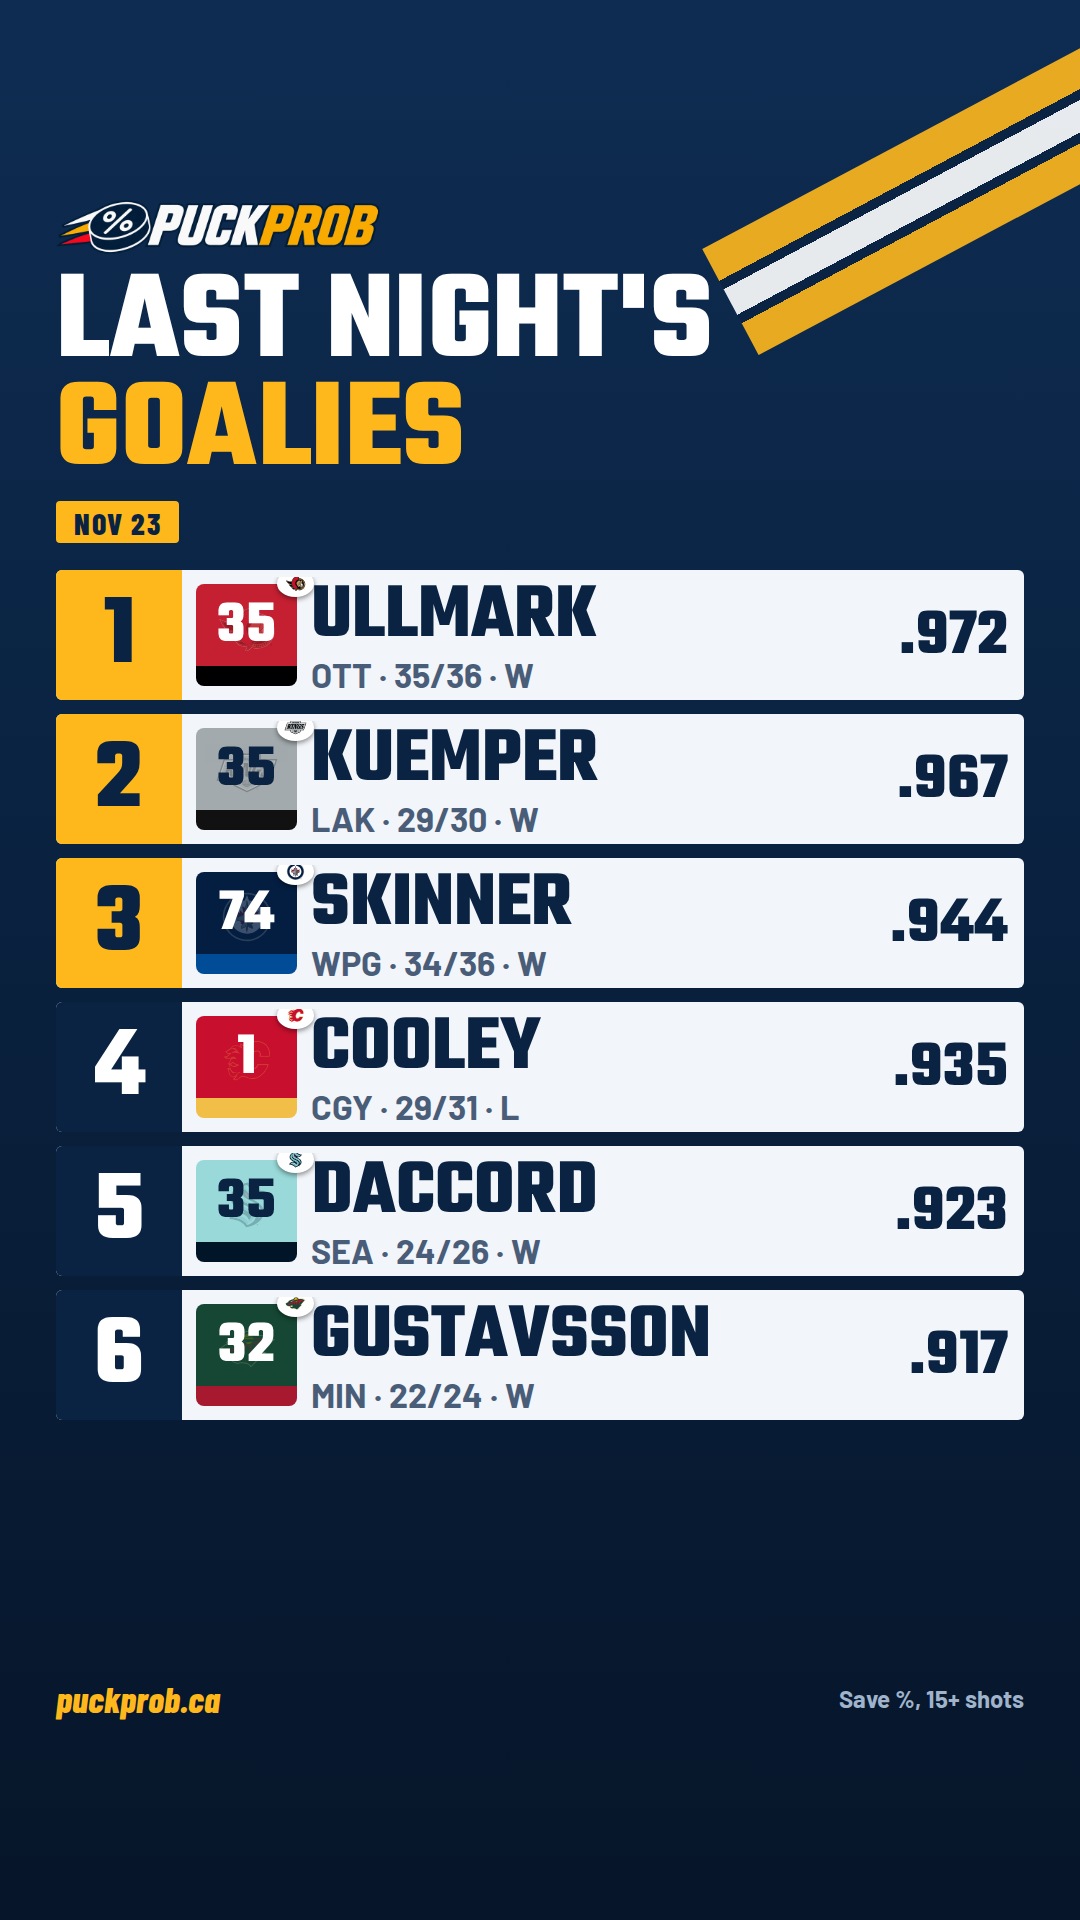 % PUCKPROB
LAST NIGHT'S
GOALIES
NOV 23
1
35
ULLMARK
OTT · 35/36 · W
.972
2
35
KUEMPER
LAK · 29/30 · W
.967
3
74
SKINNER
WPG · 34/36 · W
.944
4
1
COOLEY
CGY · 29/31 · L
.935
5
35
DACCORD
SEA · 24/26 · W
.923
6
32
GUSTAVSSON
MIN · 22/24 · W
.917
puckprob.ca
Save %, 15+ shots